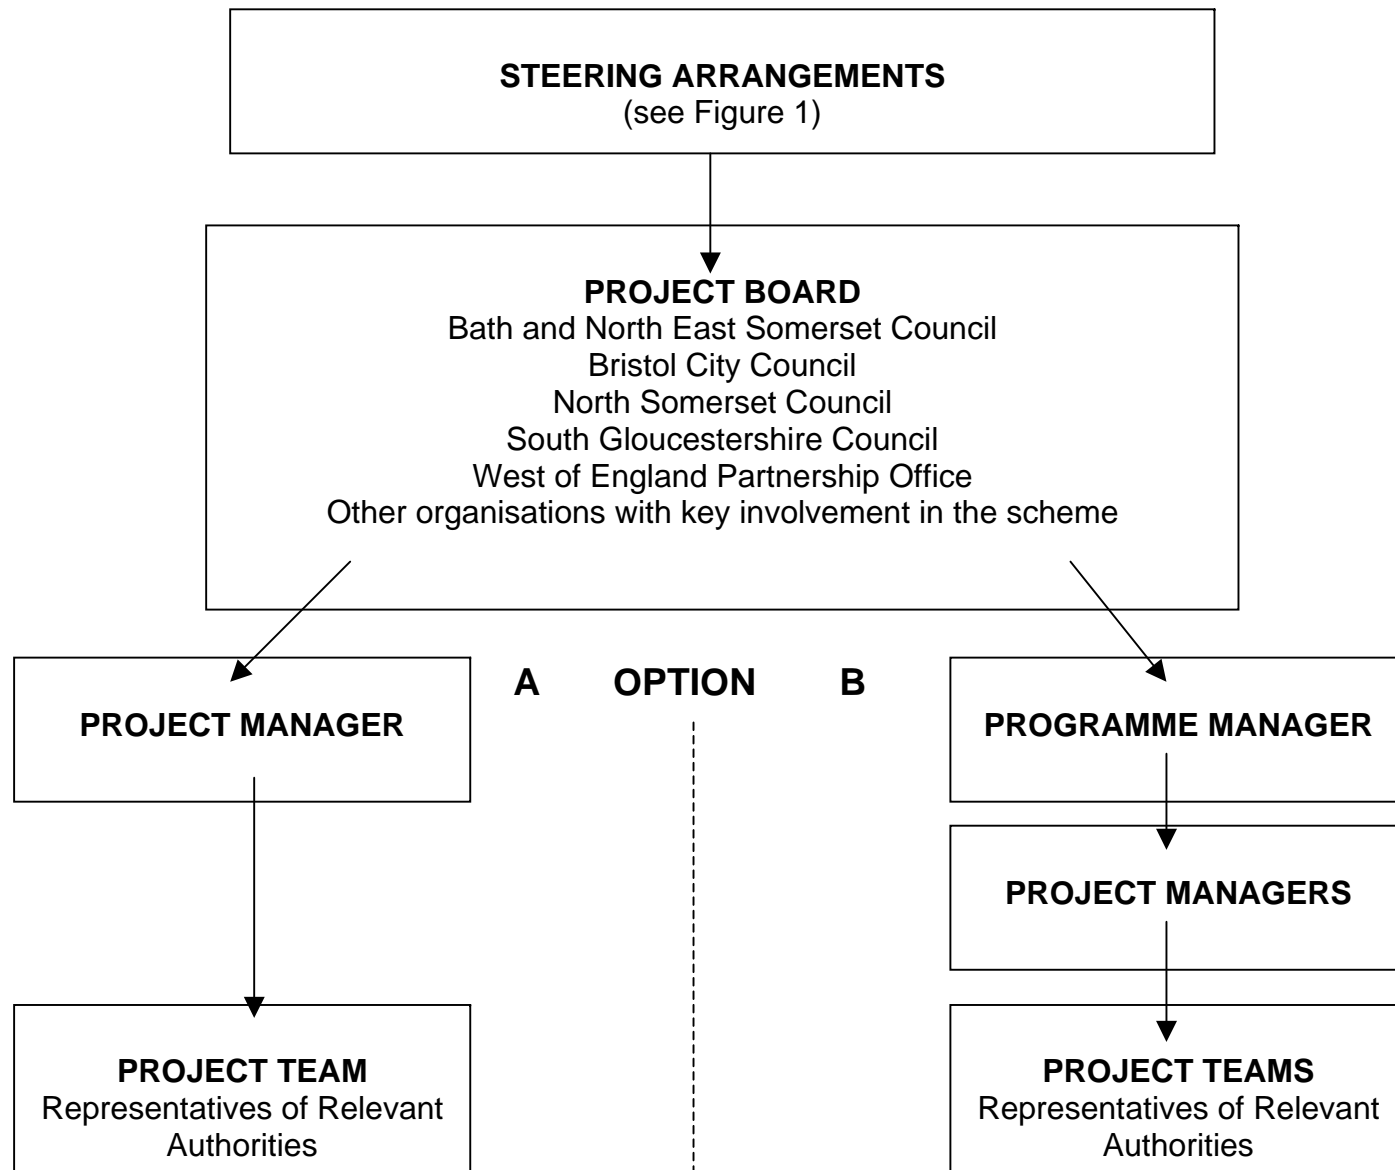 STEERING ARRANGEMENTS
(see Figure 1)
PROJECT BOARD
Bath and North East Somerset Council
Bristol City Council
North Somerset Council
South Gloucestershire Council
West of England Partnership Office
Other organisations with key involvement in the scheme
A OPTION B
PROJECT MANAGER
PROJECT TEAM
Representatives of Relevant
Authorities
PROGRAMME MANAGER
PROJECT MANAGERS
PROJECT TEAMS
Representatives of Relevant
Authorities